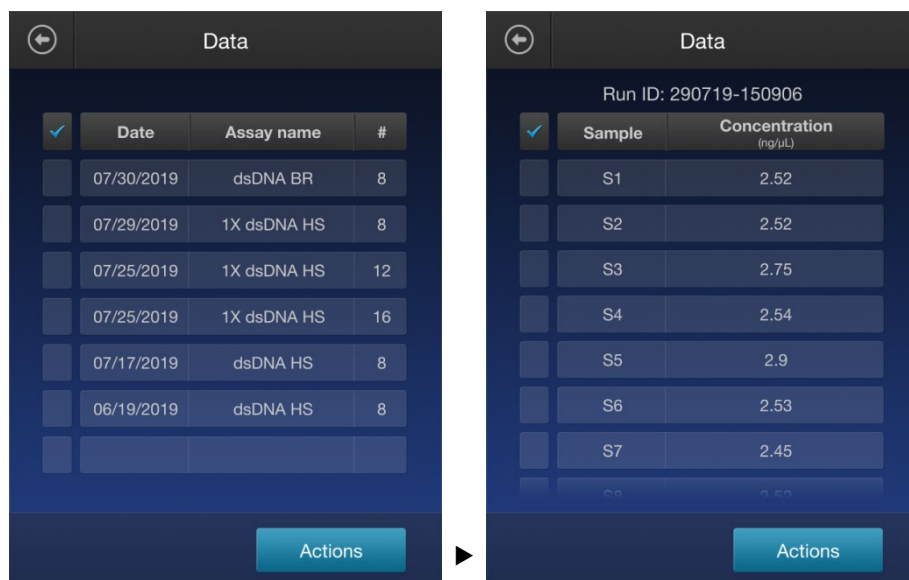 Data
Date Assay name #
07/30/2019 dsDNA BR 8
07/29/2019 1X dsDNA HS 8
07/25/2019 1X dsDNA HS 12
07/25/2019 1X dsDNA HS 16
07/17/2019 dsDNA HS 8
06/19/2019 dsDNA HS 8
Actions
Data
Run ID: 290719-150906
Sample Concentration
(ng/µL)
S1 2.52
S2 2.52
S3 2.75
S4 2.54
S5 2.9
S6 2.53
S7 2.45
S8 2.52
Actions